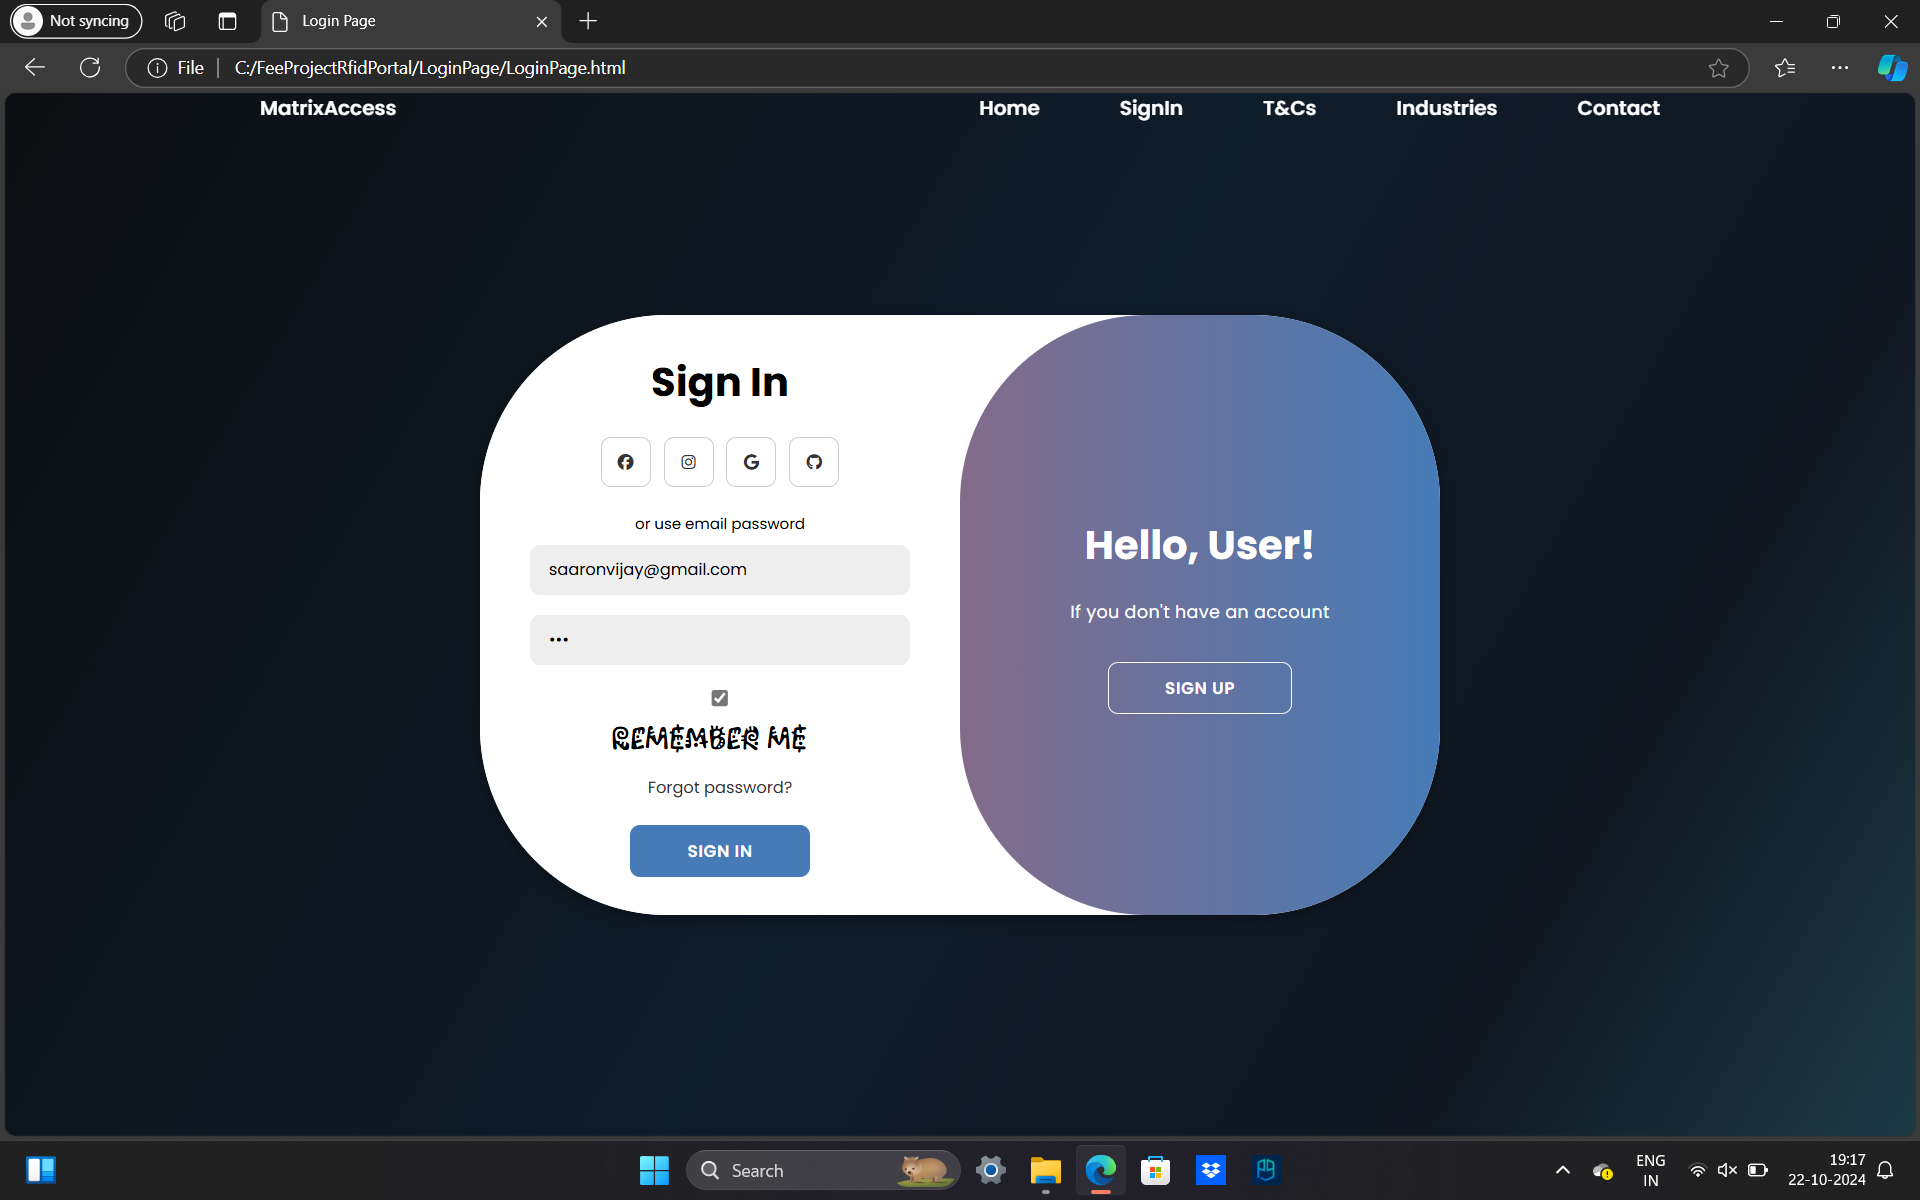 Not syncing
Login Page
File
C:/FeeProjectRfidPortal/LoginPage/LoginPage.html
MatrixAccess
Home
SignIn
T&Cs
Industries
Contact
Sign In
or use email password
saaronvijay@gmail.com
•••
REMEMBER ME
Forgot password?
SIGN IN
Hello, User!
If you don't have an account
SIGN UP
Search
ENG
IN
19:17
22-10-2024